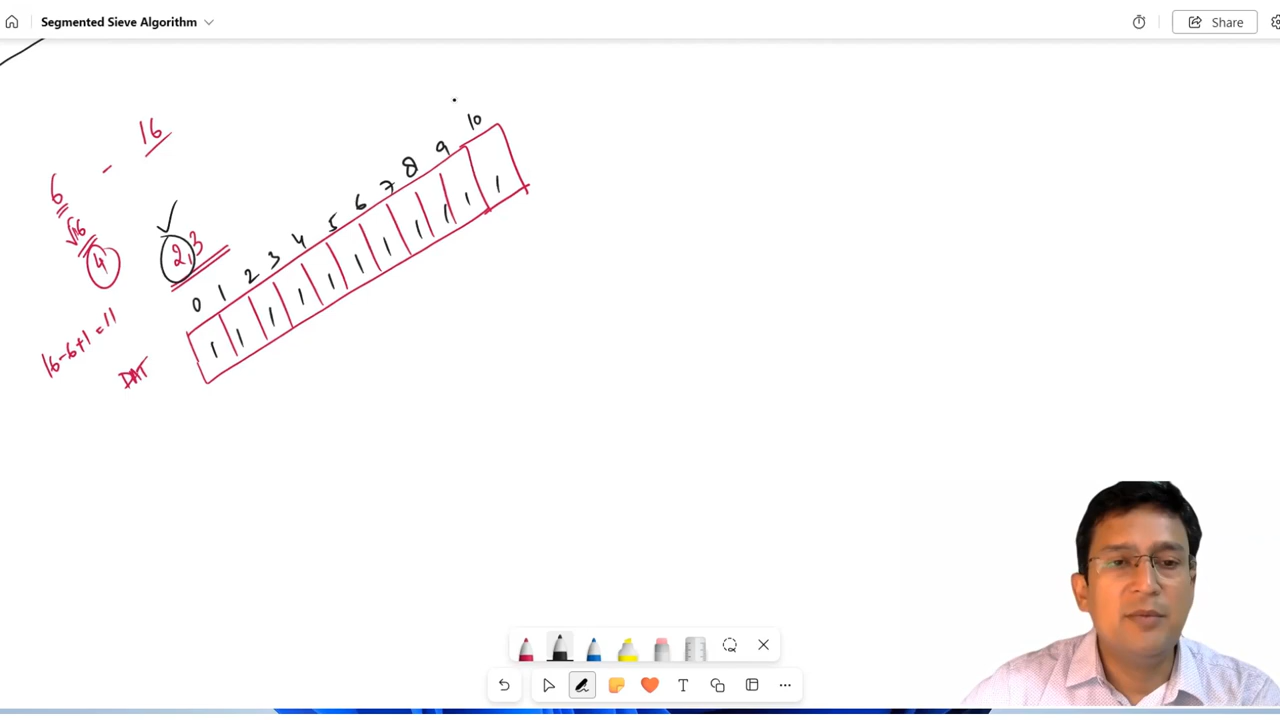 Segmented Sieve Algorithm
Share
6 - 16
√16
4
2,3
16-6+1=11
DAT
0 1 2 3 4 5 6 7 8 9 10
1 1 1 1 1 1 1 1 1 1 1
T